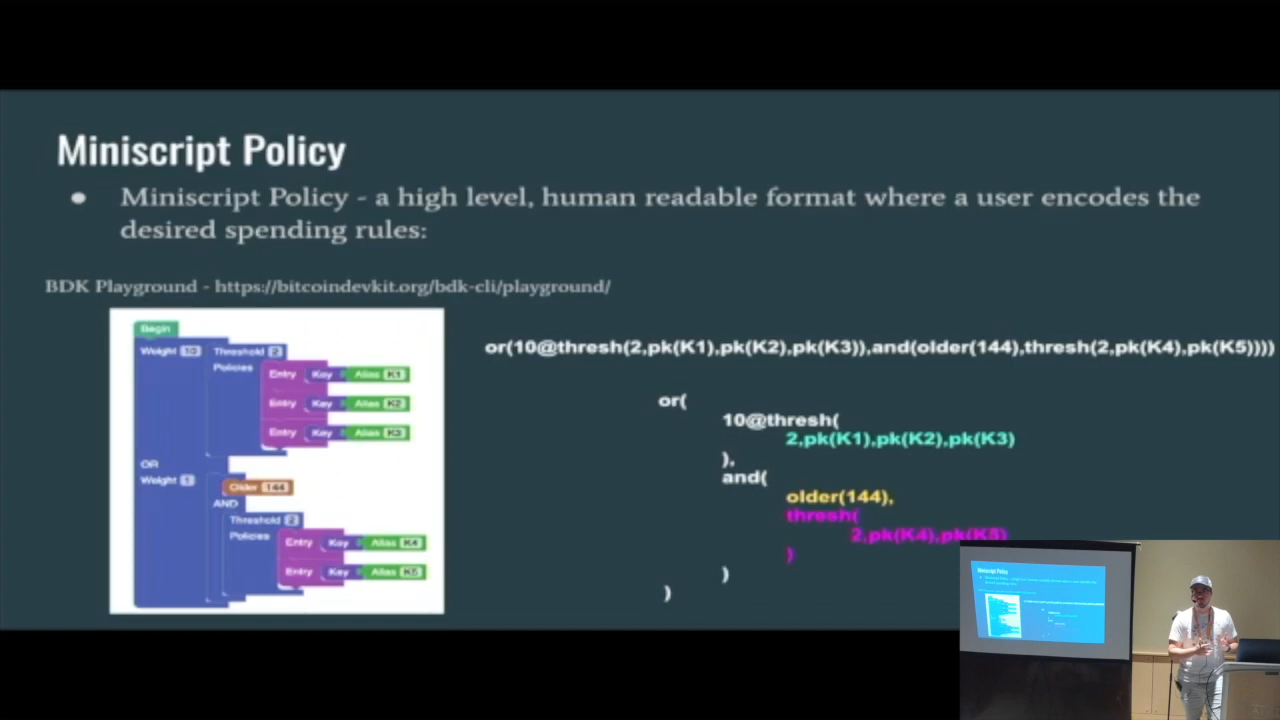 Miniscript Policy
● Miniscript Policy - a high level, human readable format where a user encodes the
desired spending rules:
BDK Playground - https://bitcoindevkit.org/bdk-cli/playground/
Begin
Weight 10 Threshold 2
Policies
Entry Key Alias K1
Entry Key Alias K2
Entry Key Alias K3
OR
Weight 1
Older 144
AND
Threshold 2
Policies
Entry Key Alias K4
Entry Key Alias K5
or(10@thresh(2,pk(K1),pk(K2),pk(K3)),and(older(144),thresh(2,pk(K4),pk(K5))))
or(
10@thresh(
2,pk(K1),pk(K2),pk(K3)
),
and(
older(144),
thresh(
2,pk(K4),pk(K5)
)
)
)
Miniscript Policy